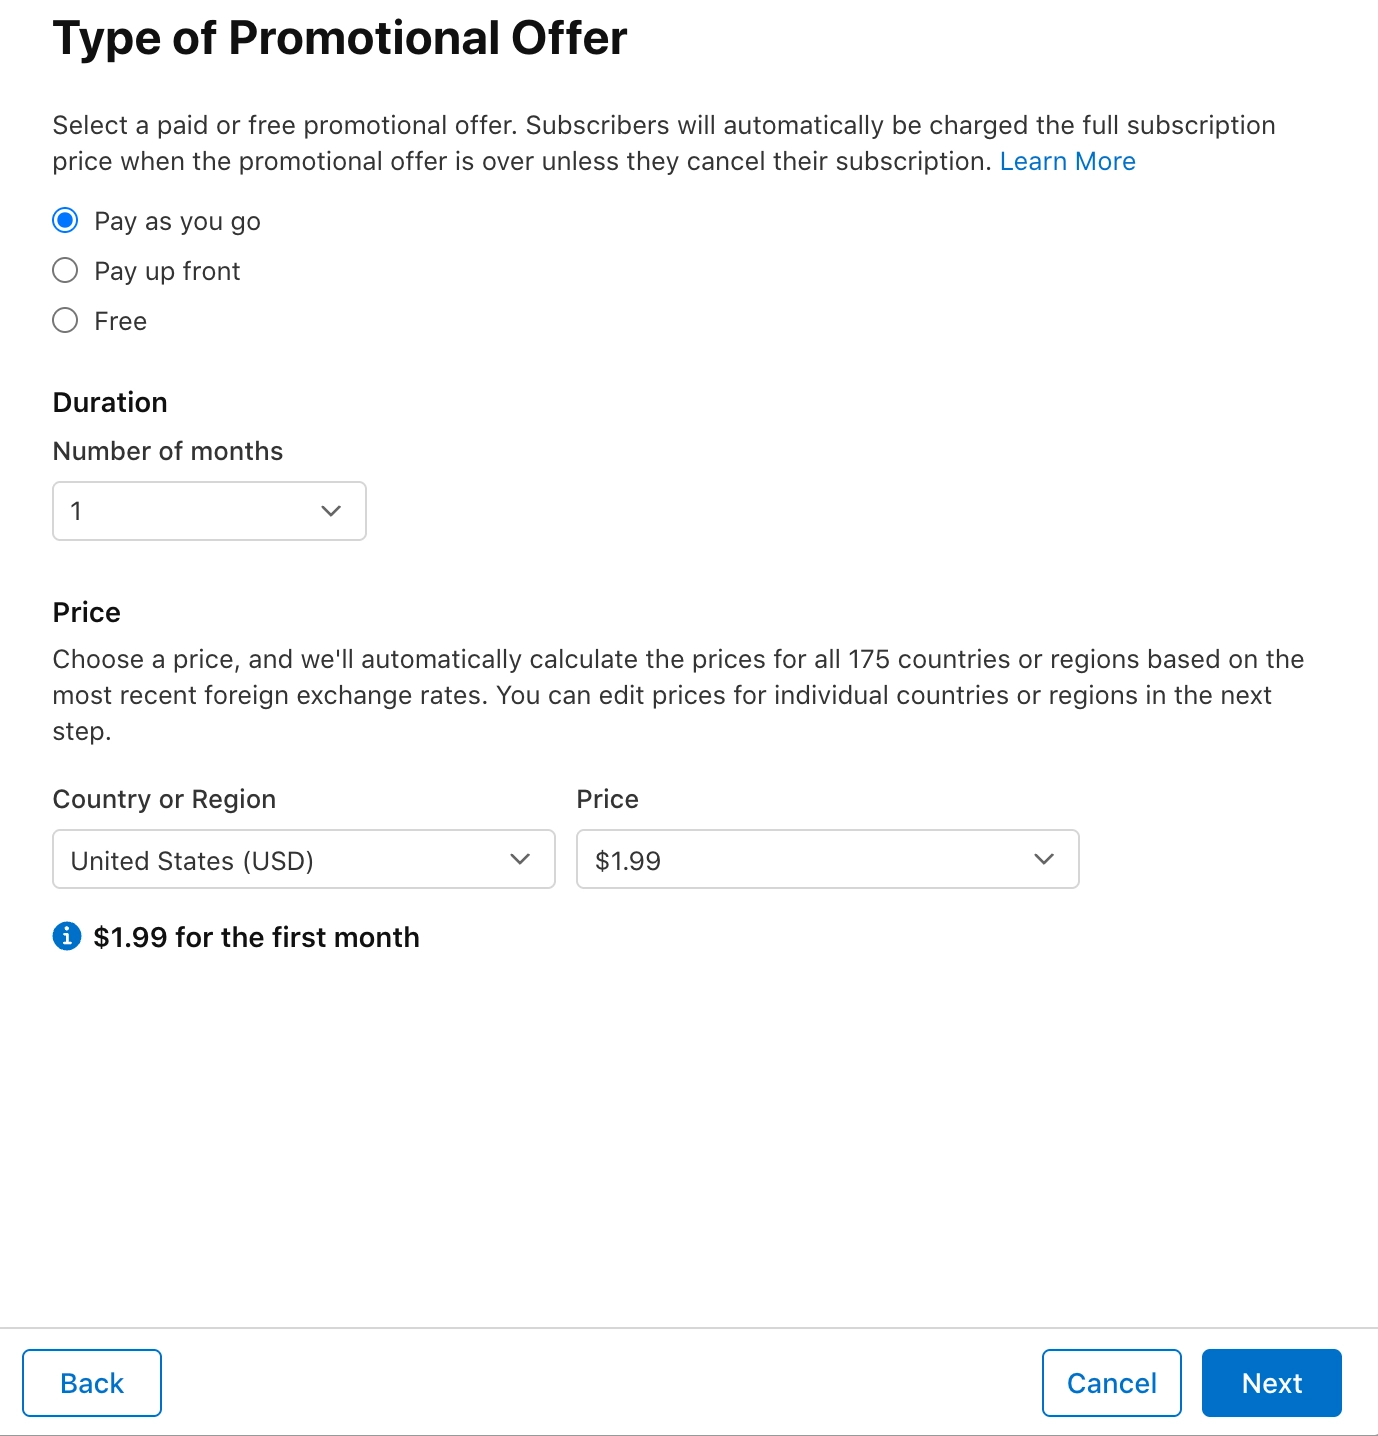 Type of Promotional Offer
Select a paid or free promotional offer. Subscribers will automatically be charged the full subscription
price when the promotional offer is over unless they cancel their subscription. Learn More
Pay as you go
Pay up front
Free
Duration
Number of months
1
Price
Choose a price, and we'll automatically calculate the prices for all 175 countries or regions based on the
most recent foreign exchange rates. You can edit prices for individual countries or regions in the next
step.
Country or Region
Price
United States (USD)
$1.99
$1.99 for the first month
Back
Cancel
Next